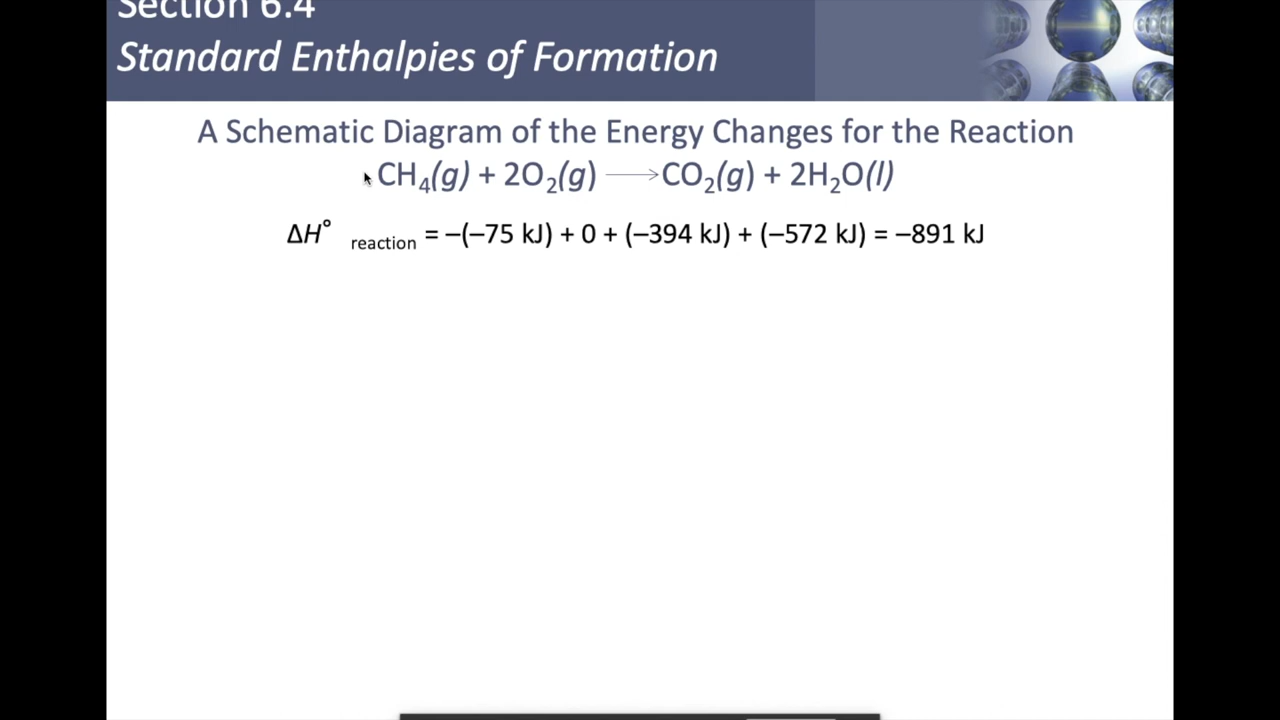 Section 6.4
Standard Enthalpies of Formation
A Schematic Diagram of the Energy Changes for the Reaction
CH₄(g) + 2O₂(g) ⟶ CO₂(g) + 2H₂O(l)
ΔH° reaction = –(–75 kJ) + 0 + (–394 kJ) + (–572 kJ) = –891 kJ